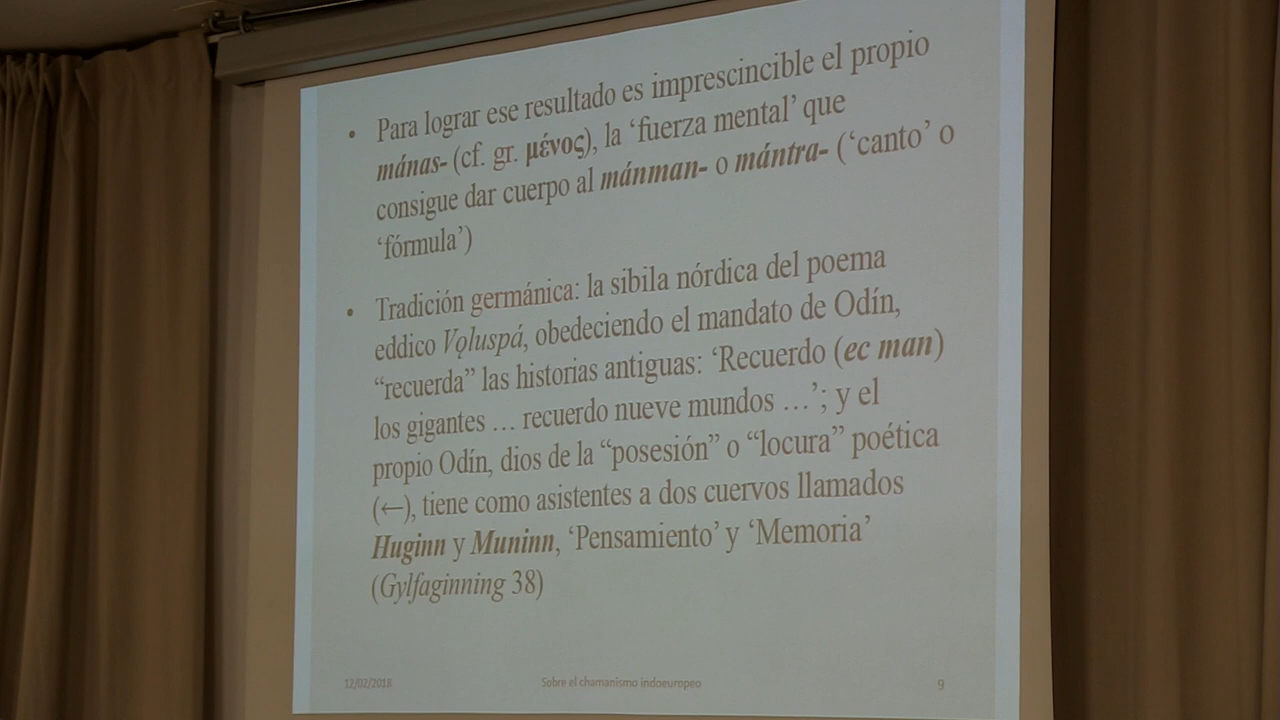 • Para lograr ese resultado es imprescincible el propio
mánas- (cf. gr. μένος), la ‘fuerza mental’ que
consigue dar cuerpo al mánman- o mántra- (‘canto’ o
‘fórmula’)
• Tradición germánica: la sibila nórdica del poema
eddico Vǫluspá, obedeciendo el mandato de Odín,
“recuerda” las historias antiguas: ‘Recuerdo (ec man)
los gigantes … recuerdo nueve mundos …’; y el
propio Odín, dios de la “posesión” o “locura” poética
(←), tiene como asistentes a dos cuervos llamados
Huginn y Muninn, ‘Pensamiento’ y ‘Memoria’
(Gylfaginning 38)
12/02/2018 Sobre el chamanismo indoeuropeo 9